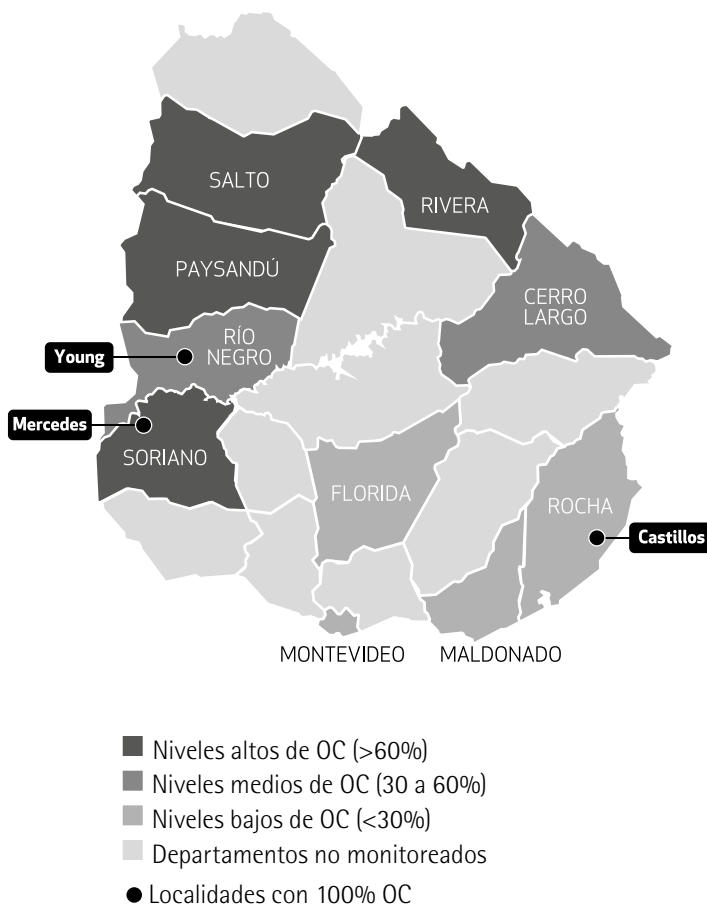 SALTO
RIVERA
PAYSANDÚ
CERRO
LARGO
RÍO
NEGRO
Young
Mercedes
SORIANO
FLORIDA
ROCHA
Castillos
MONTEVIDEO
MALDONADO
Niveles altos de OC (>60%)
Niveles medios de OC (30 a 60%)
Niveles bajos de OC (<30%)
Departamentos no monitoreados
Localidades con 100% OC